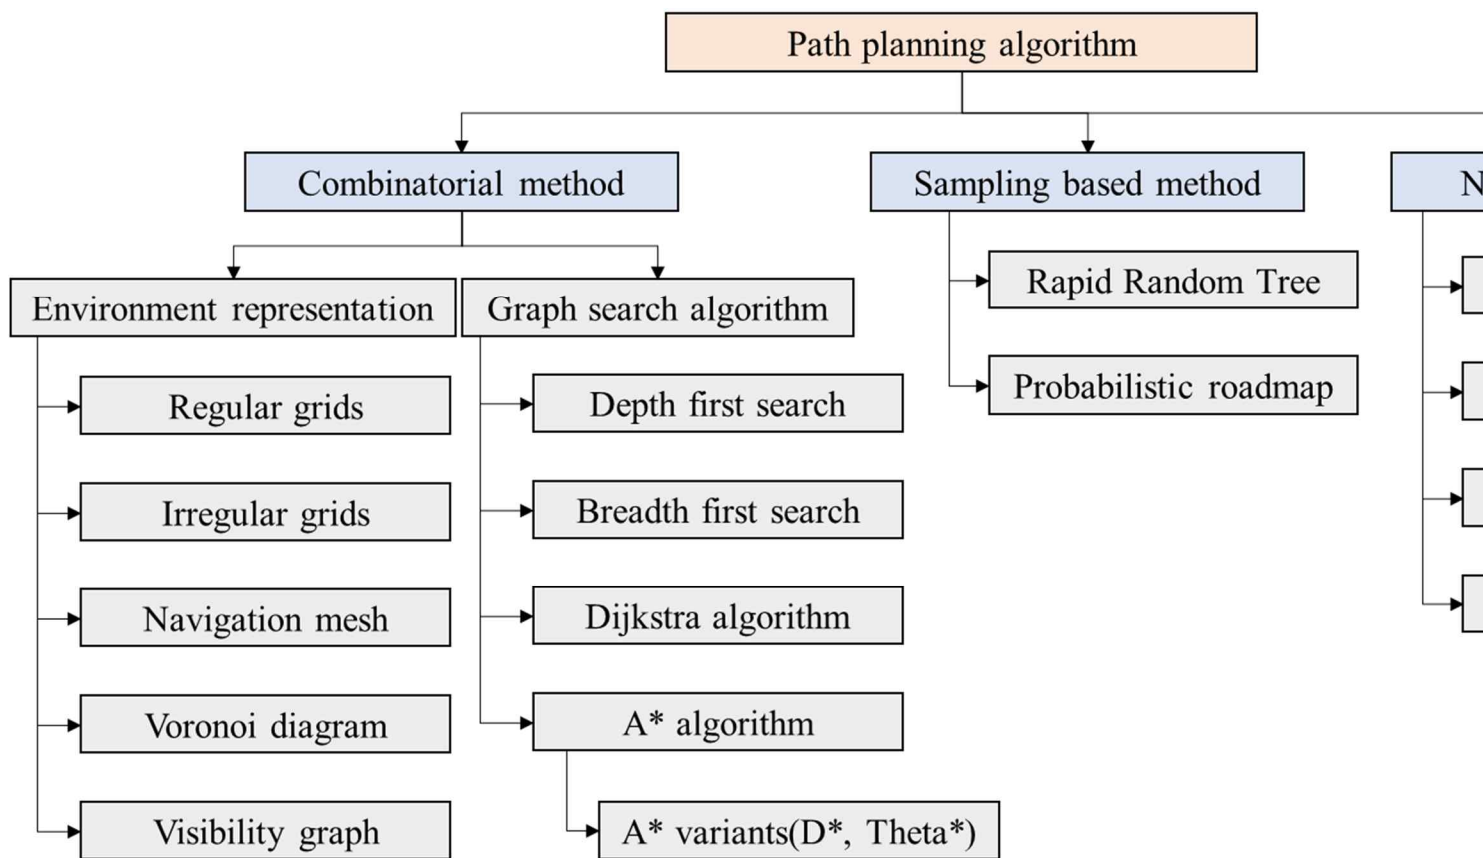 Path planning algorithm
Combinatorial method
Sampling based method
Environment representation
Graph search algorithm
Regular grids
Irregular grids
Navigation mesh
Voronoi diagram
Visibility graph
Depth first search
Breadth first search
Dijkstra algorithm
A* algorithm
A* variants(D*, Theta*)
Rapid Random Tree
Probabilistic roadmap